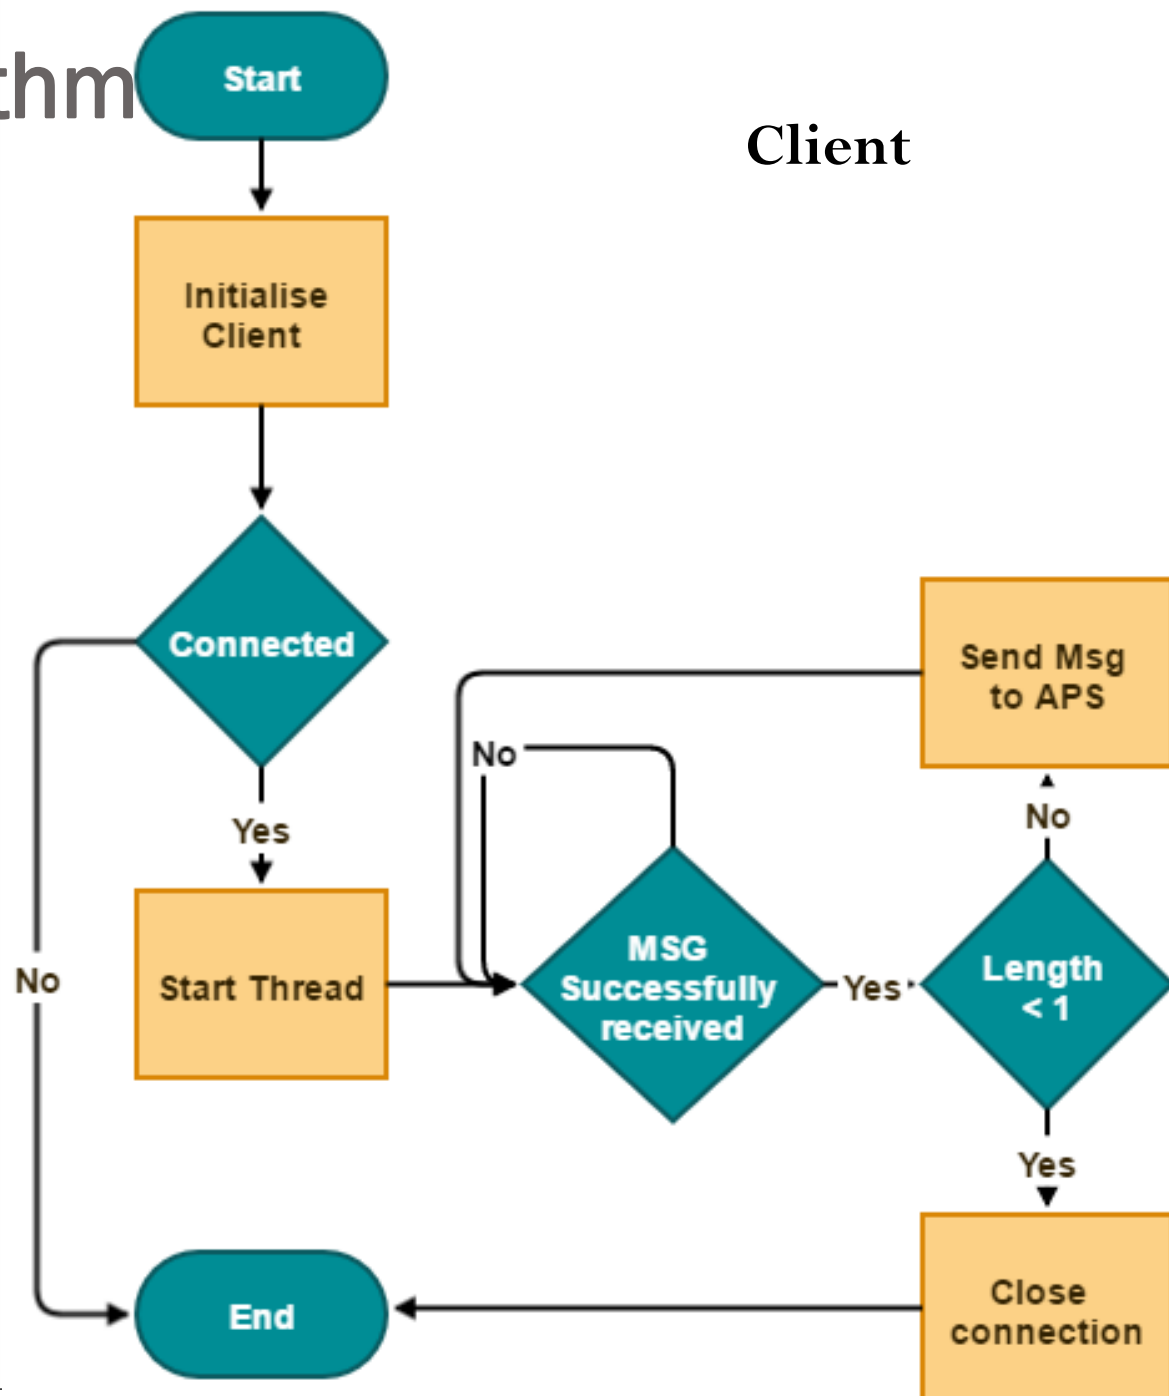 thm
Start
Client
Initialise
Client
Connected
Yes
No
Start Thread
No
MSG
Successfully
received
Yes
Length
< 1
No
Send Msg
to APS
Yes
Close
connection
End